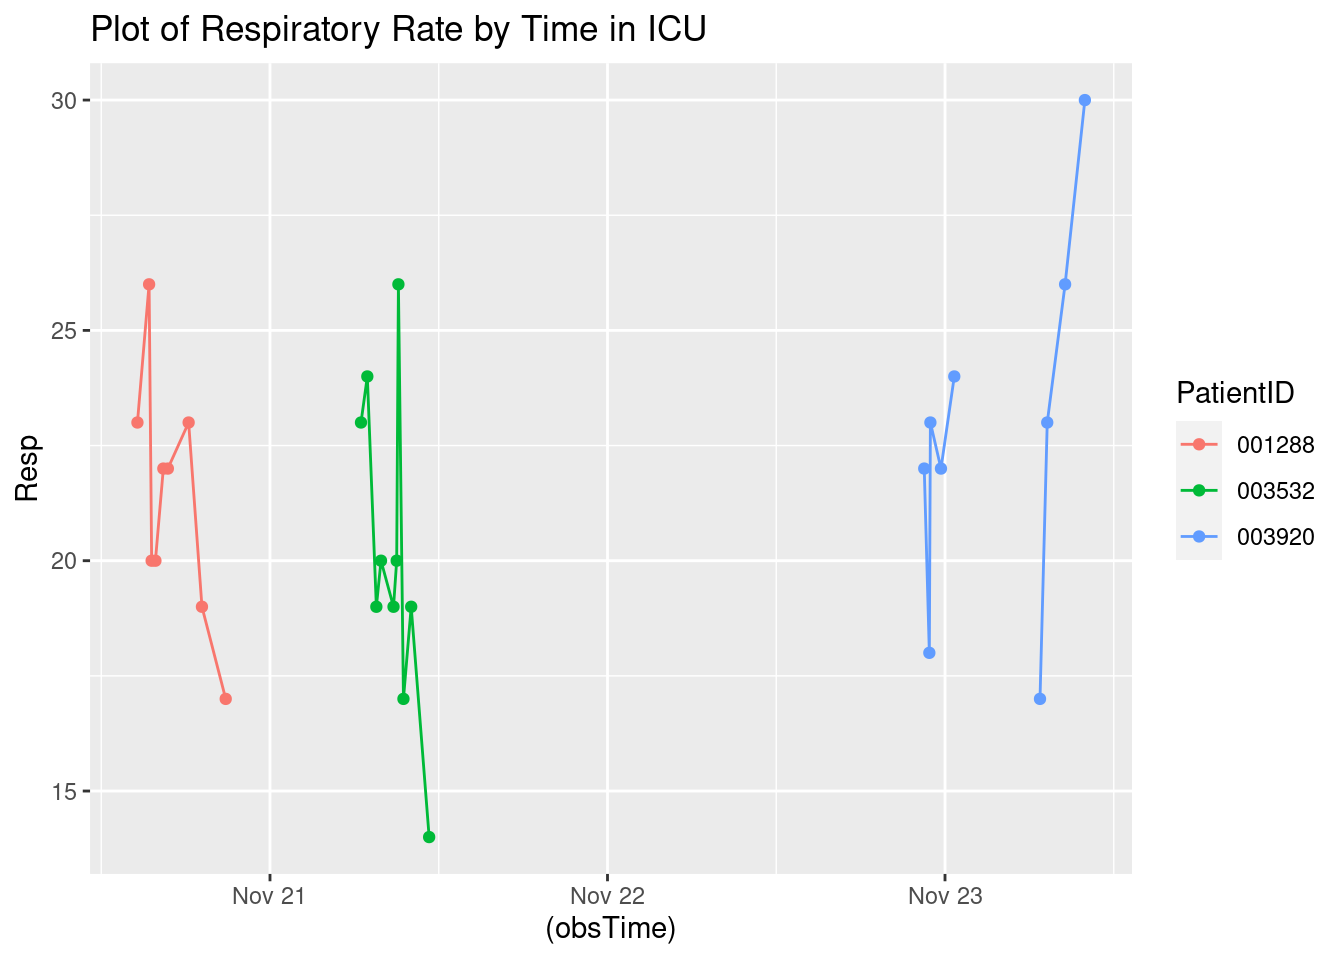 Plot of Respiratory Rate by Time in ICU
30
25
20
15
Resp
Nov 21
Nov 22
Nov 23
(obsTime)
PatientID
001288
003532
003920